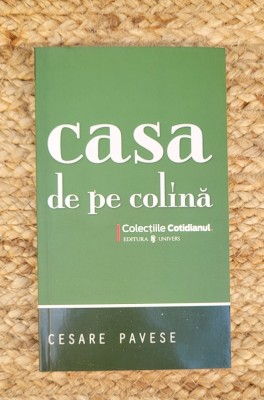 casa
de pe colină
Colecțiile Cotidianul.
EDITURA UNIVERS
CESARE PAVESE